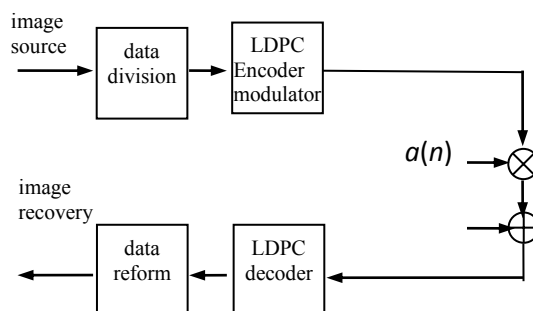 image
source
data
division
LDPC
Encoder
modulator
a(n)
image
recovery
data
reform
LDPC
decoder